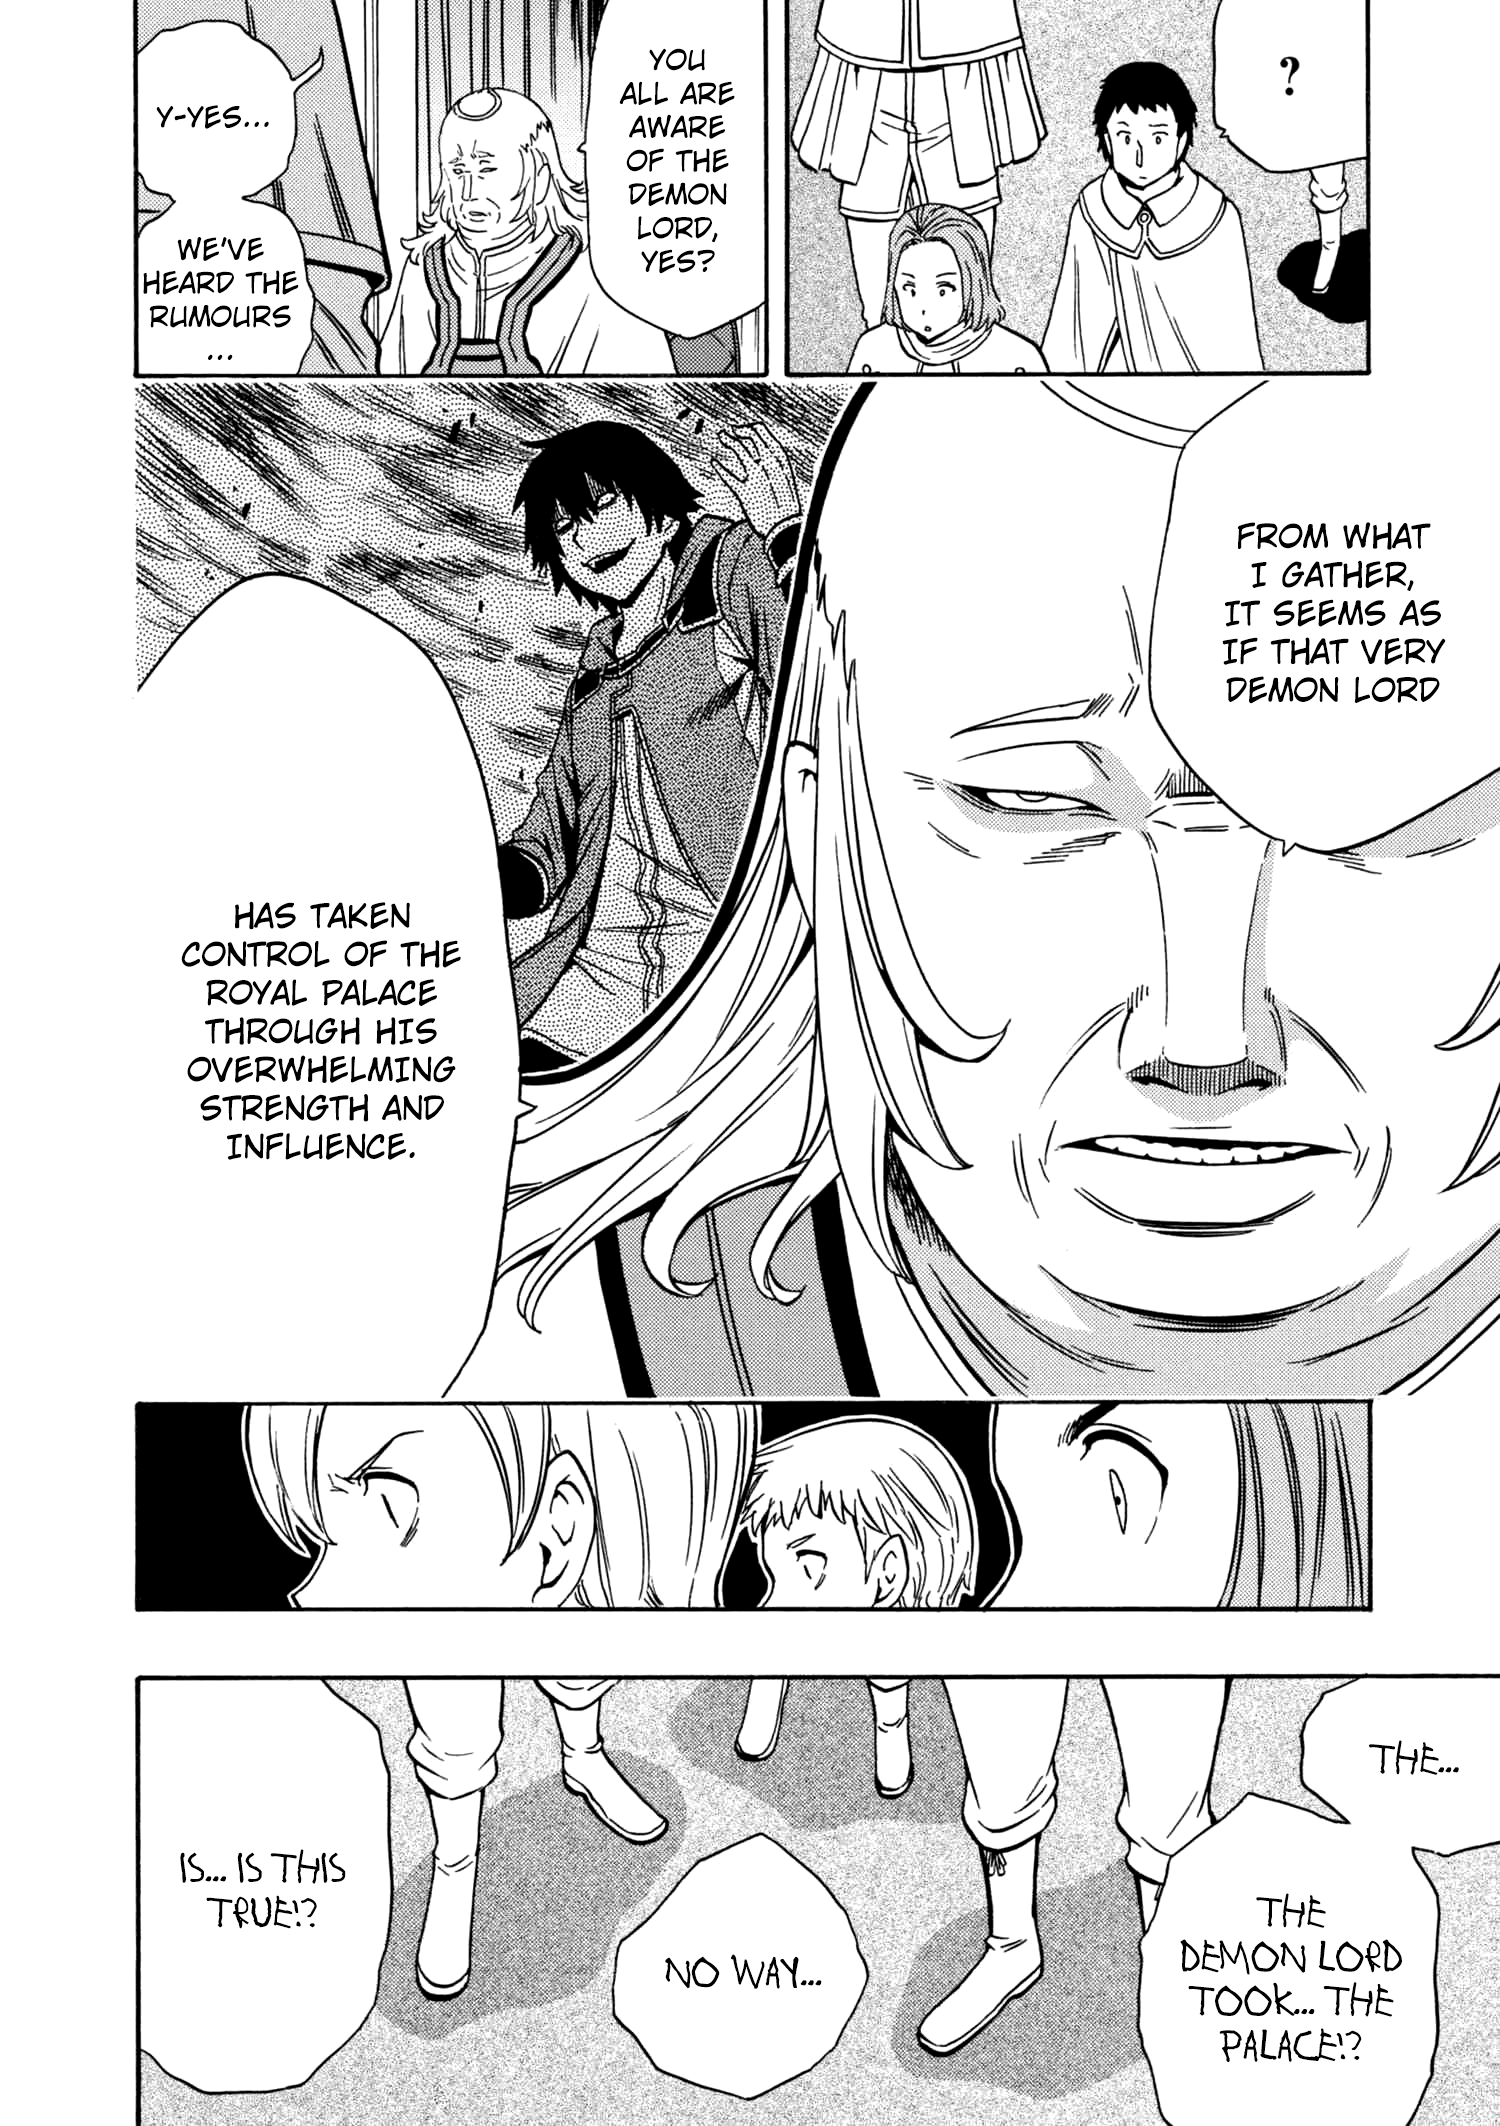 ?
YOU
ALL ARE
AWARE
OF THE
DEMON
LORD,
YES?
Y-YES...
WE'VE
HEARD THE
RUMOURS
...
FROM WHAT
I GATHER,
IT SEEMS AS
IF THAT VERY
DEMON LORD
HAS TAKEN
CONTROL OF THE
ROYAL PALACE
THROUGH HIS
OVERWHELMING
STRENGTH AND
INFLUENCE.
THE...
THE
DEMON LORD
TOOK... THE
PALACE!?
NO WAY...
IS... IS THIS
TRUE!?